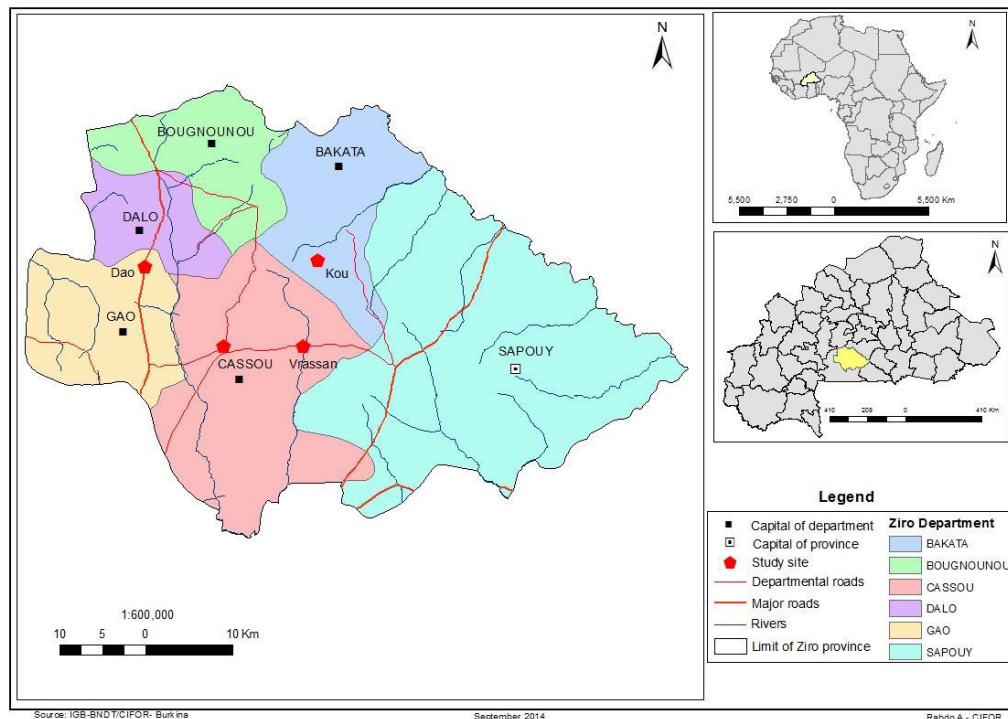 N
BOUGNOUNOU
BAKATA
DALO
Dao
Kou
GAO
CASSOU
Vrassan
SAPOUY
1:600,000
10 5 0 10 Km
N
5,500 2,750 0 5,500 Km
N
410 205 0 410 Km
Legend
Capital of department
Capital of province
Study site
Departmental roads
Major roads
Rivers
Limit of Ziro province
Ziro Department
BAKATA
BOUGNOUNOU
CASSOU
DALO
GAO
SAPOUY
Source: IGB-BNDT/CIFOR- Burkina
September 2014
Rabdo A - CIFOR